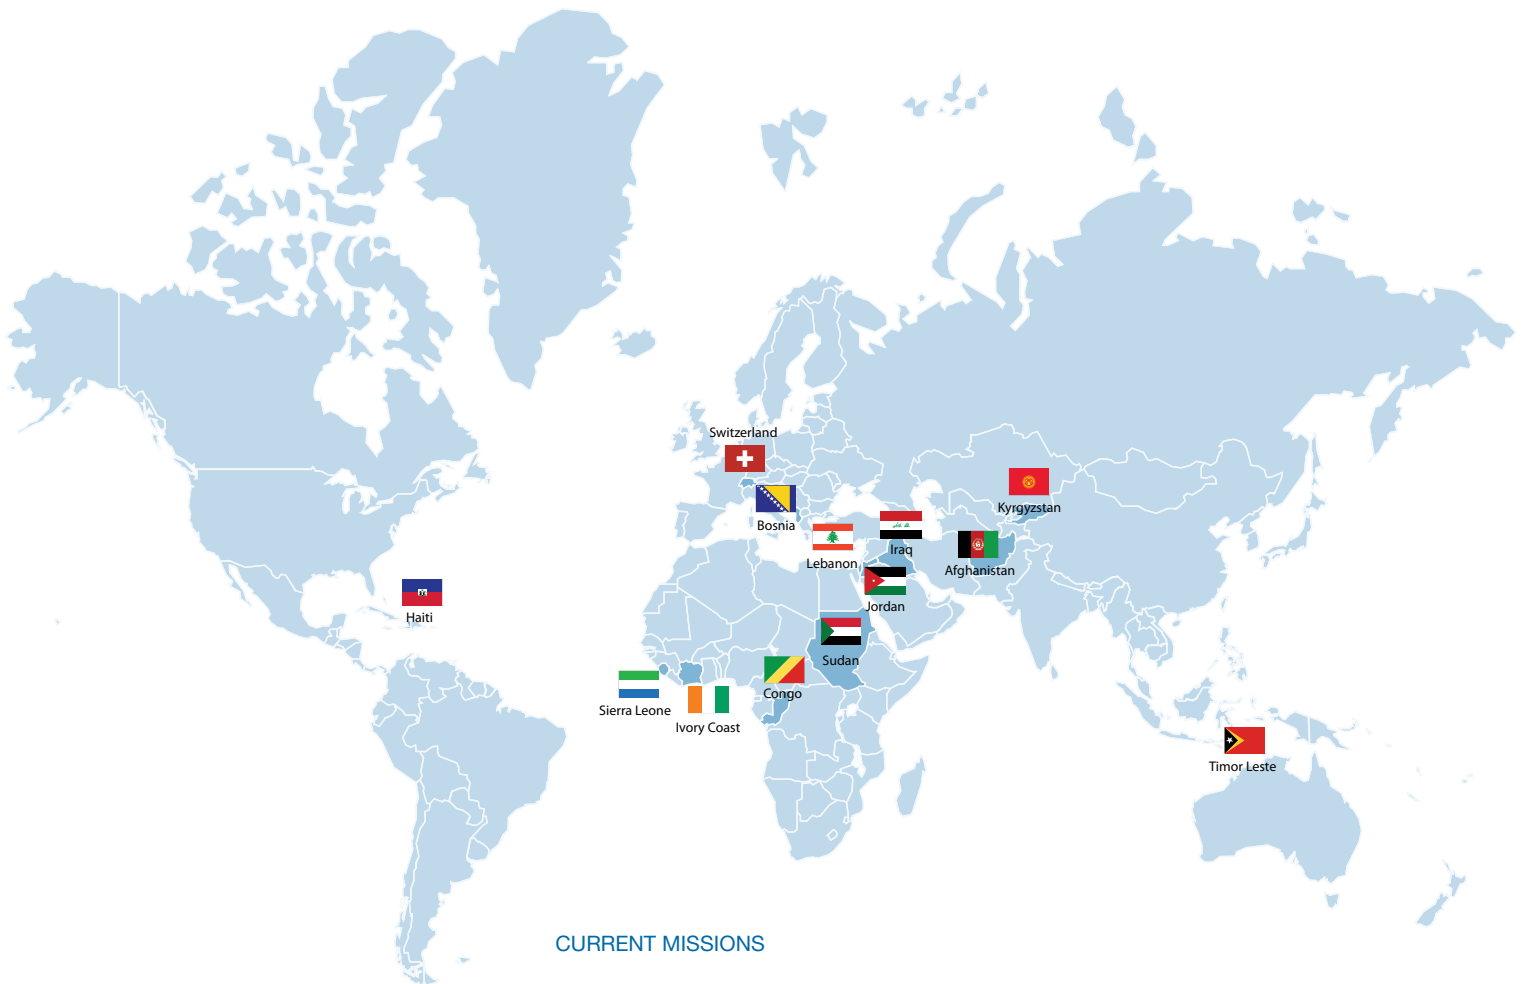 Switzerland
Kyrgyzstan
Bosnia
Iraq
Lebanon
Afghanistan
Jordan
Haiti
Sudan
Congo
Sierra Leone
Ivory Coast
Timor Leste
CURRENT MISSIONS